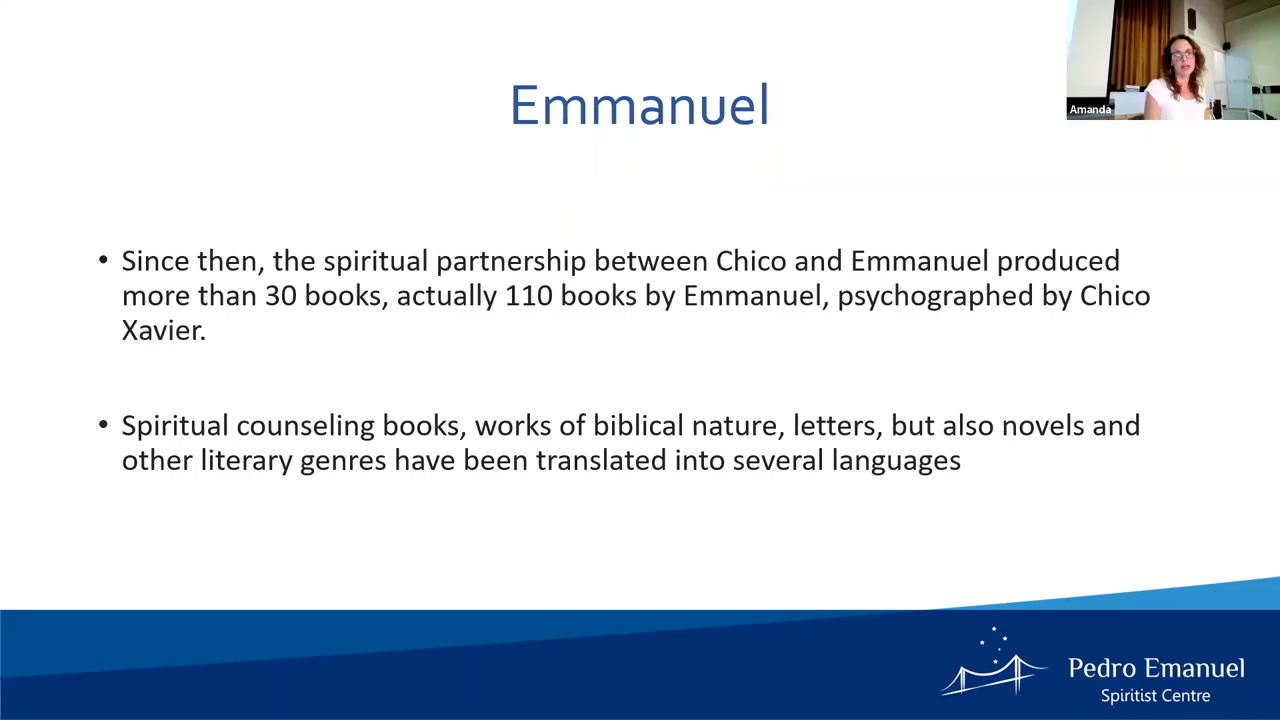 Emmanuel
Amanda
• Since then, the spiritual partnership between Chico and Emmanuel produced
more than 30 books, actually 110 books by Emmanuel, psychographed by Chico
Xavier.
• Spiritual counseling books, works of biblical nature, letters, but also novels and
other literary genres have been translated into several languages
Pedro Emanuel
Spiritist Centre